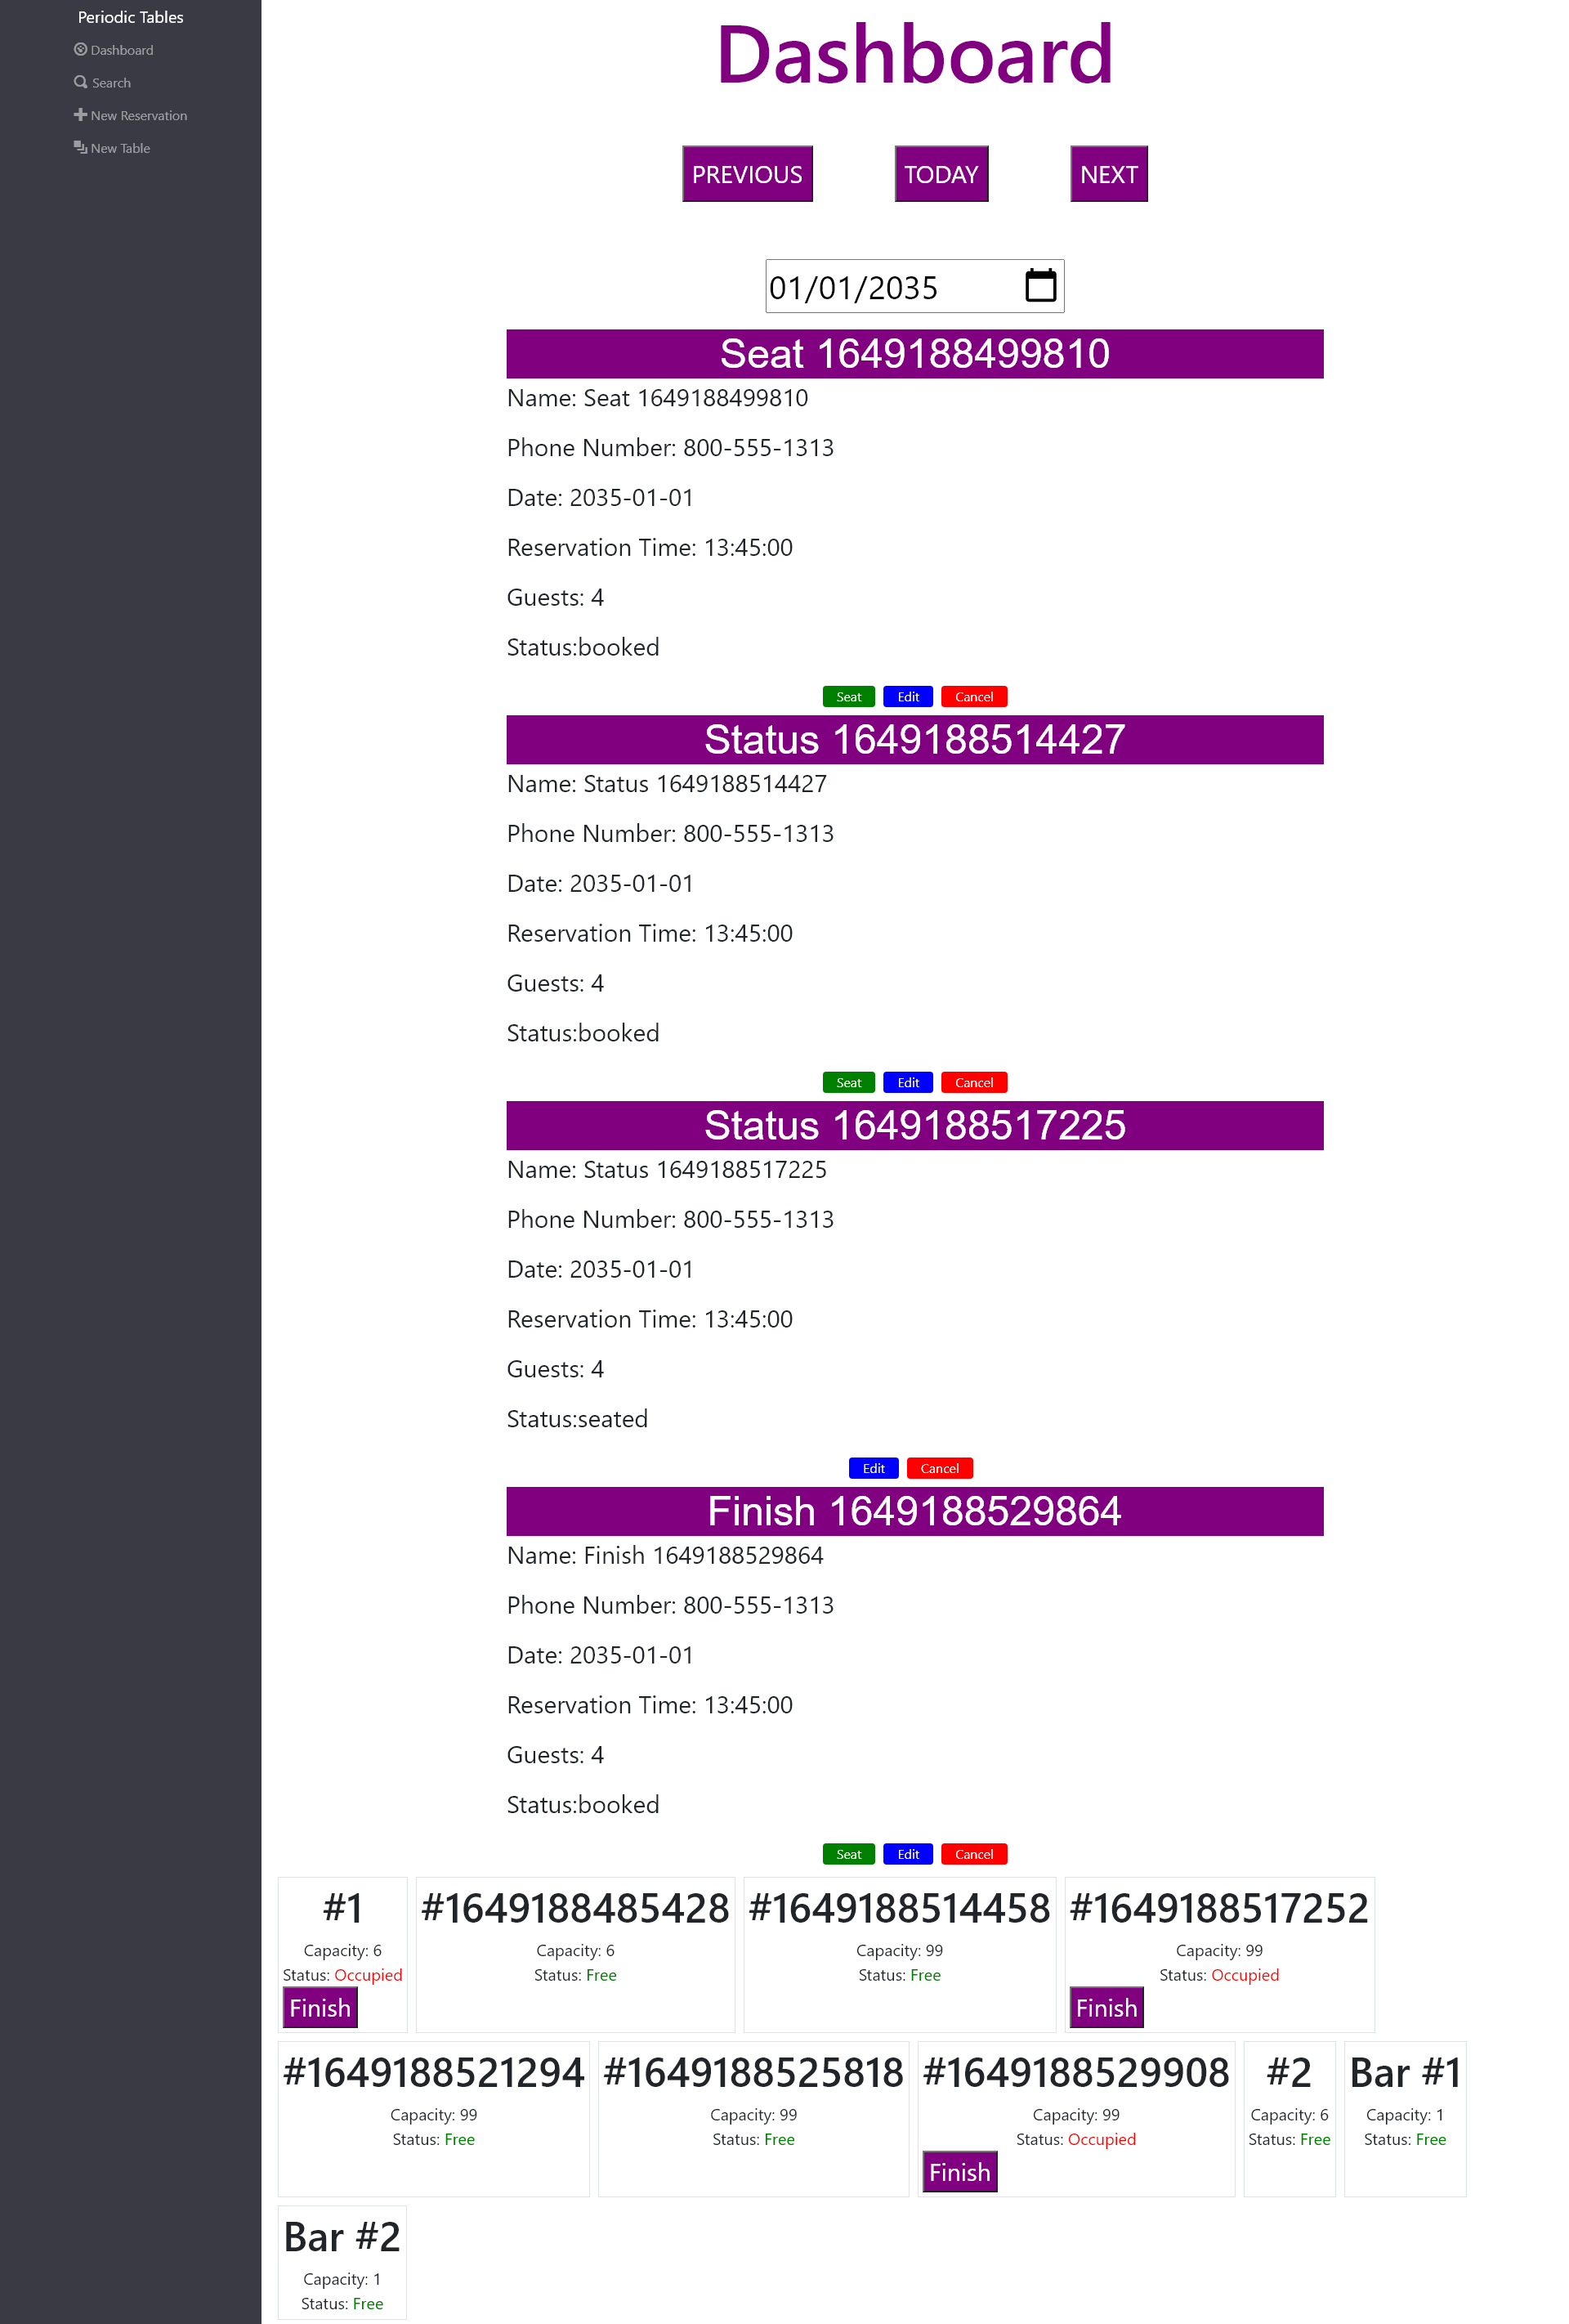 Periodic Tables
Dashboard
Search
New Reservation
New Table
Dashboard
PREVIOUS TODAY NEXT
01/01/2035
Seat 1649188499810
Name: Seat 1649188499810
Phone Number: 800-555-1313
Date: 2035-01-01
Reservation Time: 13:45:00
Guests: 4
Status:booked
Seat Edit Cancel
Status 1649188514427
Name: Status 1649188514427
Phone Number: 800-555-1313
Date: 2035-01-01
Reservation Time: 13:45:00
Guests: 4
Status:booked
Seat Edit Cancel
Status 1649188517225
Name: Status 1649188517225
Phone Number: 800-555-1313
Date: 2035-01-01
Reservation Time: 13:45:00
Guests: 4
Status:seated
Edit Cancel
Finish 1649188529864
Name: Finish 1649188529864
Phone Number: 800-555-1313
Date: 2035-01-01
Reservation Time: 13:45:00
Guests: 4
Status:booked
Seat Edit Cancel
#1
Capacity: 6
Status: Occupied
Finish
#1649188485428
Capacity: 6
Status: Free
#1649188514458
Capacity: 99
Status: Free
#1649188517252
Capacity: 99
Status: Occupied
Finish
#1649188521294
Capacity: 99
Status: Free
#1649188525818
Capacity: 99
Status: Free
#1649188529908
Capacity: 99
Status: Occupied
Finish
#2
Capacity: 6
Status: Free
Bar #1
Capacity: 1
Status: Free
Bar #2
Capacity: 1
Status: Free